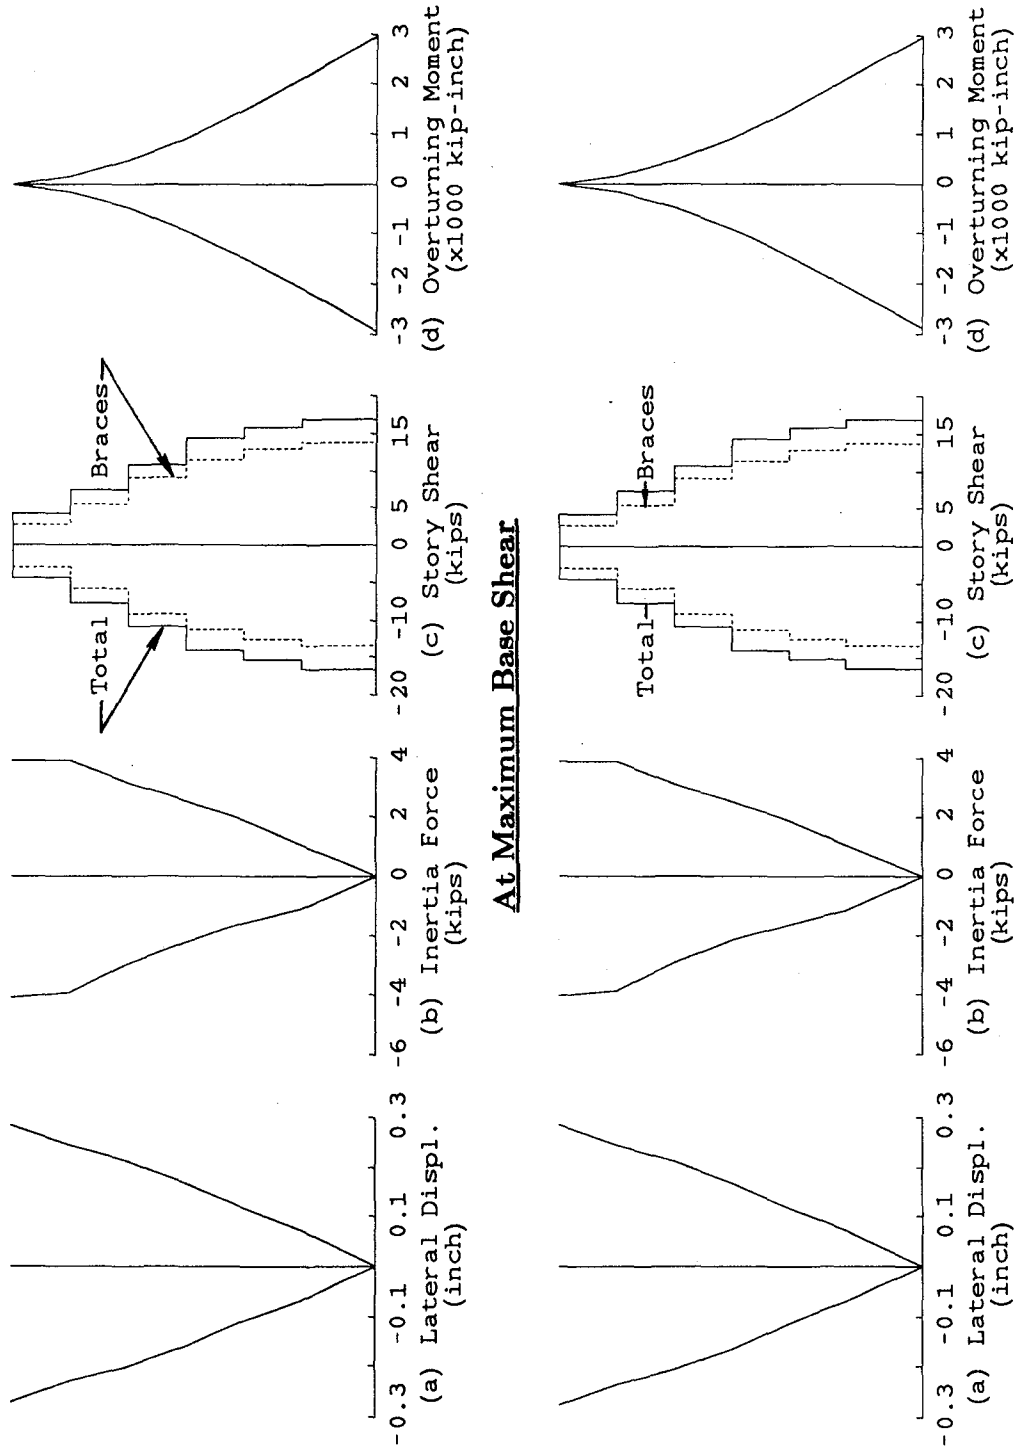 Total
Braces
-0.3 -0.1 0.1 0.3
-6 -4 -2 0 2 4
-20 -10 0 5 15
-3 -2 -1 0 1 2 3
(a) Lateral Displ.
(inch)
(b) Inertia Force
(kips)
(c) Story Shear
(kips)
(d) Overturning Moment
(x1000 kip-inch)
At Maximum Base Shear
Total
Braces
-0.3 -0.1 0.1 0.3
-6 -4 -2 0 2 4
-20 -10 0 5 15
-3 -2 -1 0 1 2 3
(a) Lateral Displ.
(inch)
(b) Inertia Force
(kips)
(c) Story Shear
(kips)
(d) Overturning Moment
(x1000 kip-inch)